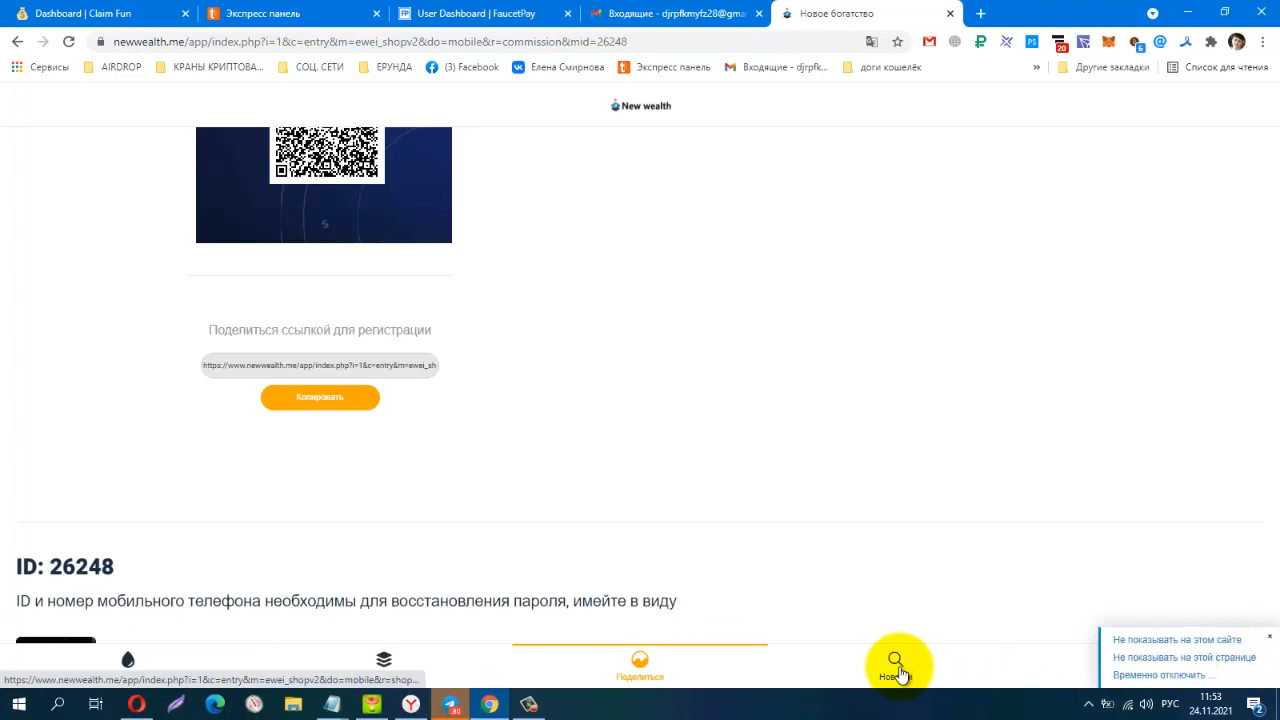 Dashboard | Claim Fun
Экспресс панель
User Dashboard | FaucetPay
Входящие - djrpfkmyfz28@gma
Новое богатство
newwealth.me/app/index.php?i=1&c=entry&m=ewei_shopv2&do=mobile&r=commission&mid=26248
20
6
Сервисы
AIRDROP
КРАНЫ КРИПТОВА...
СОЦ. СЕТИ
ЕРУНДА
(3) Facebook
Елена Смирнова
Экспресс панель
Входящие - djrpfk...
доги кошелёк
»
Другие закладки
Список для чтения
New wealth
Поделиться ссылкой для регистрации
https://www.newwealth.me/app/index.php?i=1&c=entry&m=ewei_sh
Копировать
ID: 26248
ID и номер мобильного телефона необходимы для восстановления пароля, имейте в виду
Не показывать на этом сайте
Не показывать на этой странице
Временно отключить ...
Поделиться
https://www.newwealth.me/app/index.php?i=1&c=entry&m=ewei_shopv2&do=mobile&r=shop...
11:53
РУС
24.11.2021
2